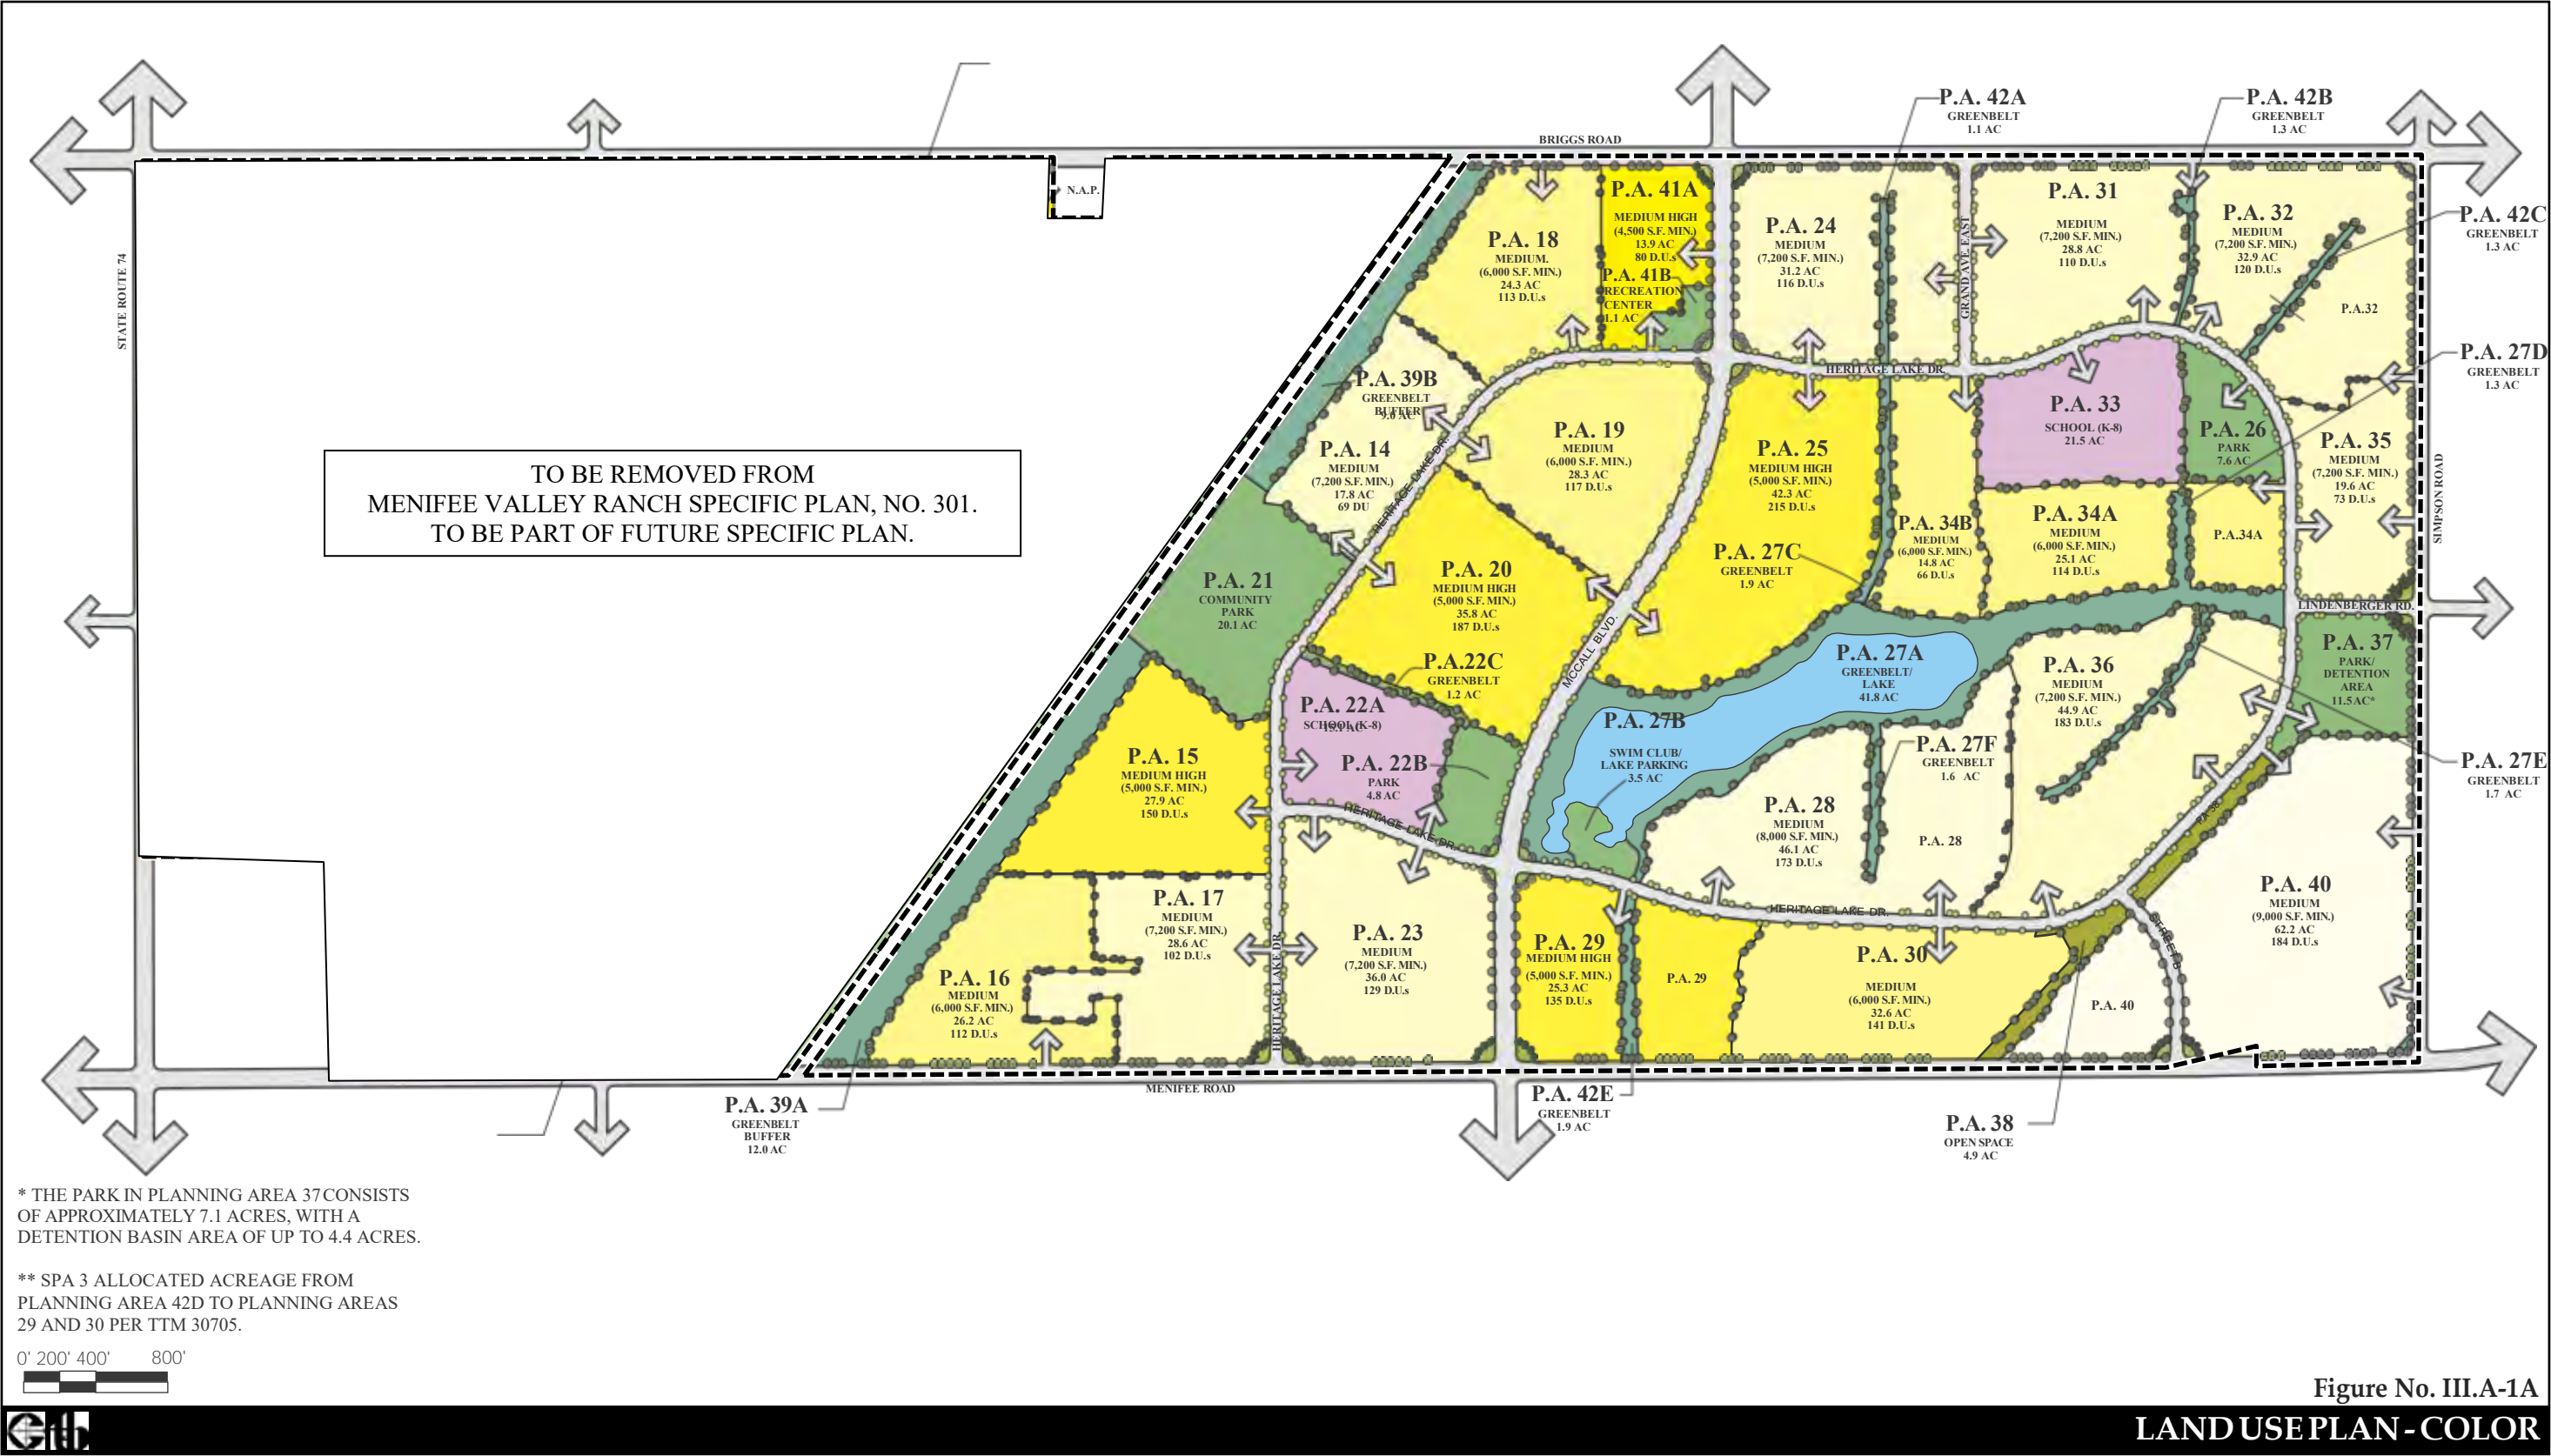 P.A. 42A
GREENBELT
1.1 AC
P.A. 42B
GREENBELT
1.3 AC
BRIGGS ROAD
N.A.P.
STATE ROUTE 74
P.A. 18
MEDIUM.
(6,000 S.F. MIN.)
24.3 AC
113 D.U.s
P.A. 41A
MEDIUM HIGH
(4,500 S.F. MIN.)
13.9 AC
80 D.U.s
P.A. 41B
RECREATION
CENTER
1.1 AC
P.A. 24
MEDIUM
(7,200 S.F. MIN.)
31.2 AC
116 D.U.s
GRAND AVE EAST
P.A. 31
MEDIUM
(7,200 S.F. MIN.)
28.8 AC
110 D.U.s
P.A. 32
MEDIUM
(7,200 S.F. MIN.)
32.9 AC
120 D.U.s
P.A.32
P.A. 42C
GREENBELT
1.3 AC
P.A. 27D
GREENBELT
1.3 AC
HERITAGE LAKE DR.
P.A. 39B
GREENBELT
BUFFER
9.6 AC
P.A. 14
MEDIUM
(7,200 S.F. MIN.)
17.8 AC
69 DU
HERITAGE LAKE DR.
P.A. 19
MEDIUM
(6,000 S.F. MIN.)
28.3 AC
117 D.U.s
P.A. 25
MEDIUM HIGH
(5,000 S.F. MIN.)
42.3 AC
215 D.U.s
P.A. 33
SCHOOL (K-8)
21.5 AC
P.A. 26
PARK
7.6 AC
P.A. 35
MEDIUM
(7,200 S.F. MIN.)
19.6 AC
73 D.U.s
SIMPSON ROAD
TO BE REMOVED FROM
MENIFEE VALLEY RANCH SPECIFIC PLAN, NO. 301.
TO BE PART OF FUTURE SPECIFIC PLAN.
P.A. 34B
MEDIUM
(6,000 S.F. MIN.)
14.8 AC
66 D.U.s
P.A. 34A
MEDIUM
(6,000 S.F. MIN.)
25.1 AC
114 D.U.s
P.A.34A
P.A. 27C
GREENBELT
1.9 AC
P.A. 21
COMMUNITY
PARK
20.1 AC
P.A. 20
MEDIUM HIGH
(5,000 S.F. MIN.)
35.8 AC
187 D.U.s
LINDENBERGER RD.
MCCALL BLVD.
P.A.22C
GREENBELT
1.2 AC
P.A. 27A
GREENBELT/
LAKE
41.8 AC
P.A. 36
MEDIUM
(7,200 S.F. MIN.)
44.9 AC
183 D.U.s
P.A. 37
PARK/
DETENTION
AREA
11.5 AC*
P.A. 22A
SCHOOL (K-8)
P.A. 27B
SWIM CLUB/
LAKE PARKING
3.5 AC
P.A. 27F
GREENBELT
1.6 AC
P.A. 27E
GREENBELT
1.7 AC
P.A. 15
MEDIUM HIGH
(5,000 S.F. MIN.)
27.9 AC
150 D.U.s
P.A. 22B
PARK
4.8 AC
HERITAGE LAKE DR.
P.A. 28
MEDIUM
(8,000 S.F. MIN.)
46.1 AC
173 D.U.s
P.A. 28
PA 38
P.A. 17
MEDIUM
(7,200 S.F. MIN.)
28.6 AC
102 D.U.s
HERITAGE LAKE DR.
HERITAGE LAKE DR.
P.A. 40
MEDIUM
(9,000 S.F. MIN.)
62.2 AC
184 D.U.s
STREET B
P.A. 16
MEDIUM
(6,000 S.F. MIN.)
26.2 AC
112 D.U.s
P.A. 23
MEDIUM
(7,200 S.F. MIN.)
36.0 AC
129 D.U.s
P.A. 29
MEDIUM HIGH
(5,000 S.F. MIN.)
25.3 AC
135 D.U.s
P.A. 29
P.A. 30
MEDIUM
(6,000 S.F. MIN.)
32.6 AC
141 D.U.s
P.A. 40
MENIFEE ROAD
P.A. 39A
GREENBELT
BUFFER
12.0 AC
P.A. 42E
GREENBELT
1.9 AC
P.A. 38
OPEN SPACE
4.9 AC
* THE PARK IN PLANNING AREA 37 CONSISTS
OF APPROXIMATELY 7.1 ACRES, WITH A
DETENTION BASIN AREA OF UP TO 4.4 ACRES.
** SPA 3 ALLOCATED ACREAGE FROM
PLANNING AREA 42D TO PLANNING AREAS
29 AND 30 PER TTM 30705.
0' 200' 400' 800'
Figure No. III.A-1A
LAND USE PLAN - COLOR